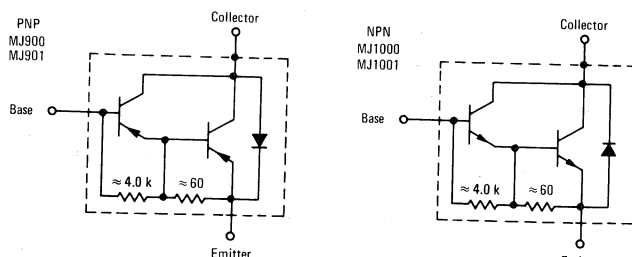 PNP
MJ900
MJ901
Collector
Base
≈ 4.0 k
≈ 60
Emitter
NPN
MJ1000
MJ1001
Collector
Base
≈ 4.0 k
≈ 60